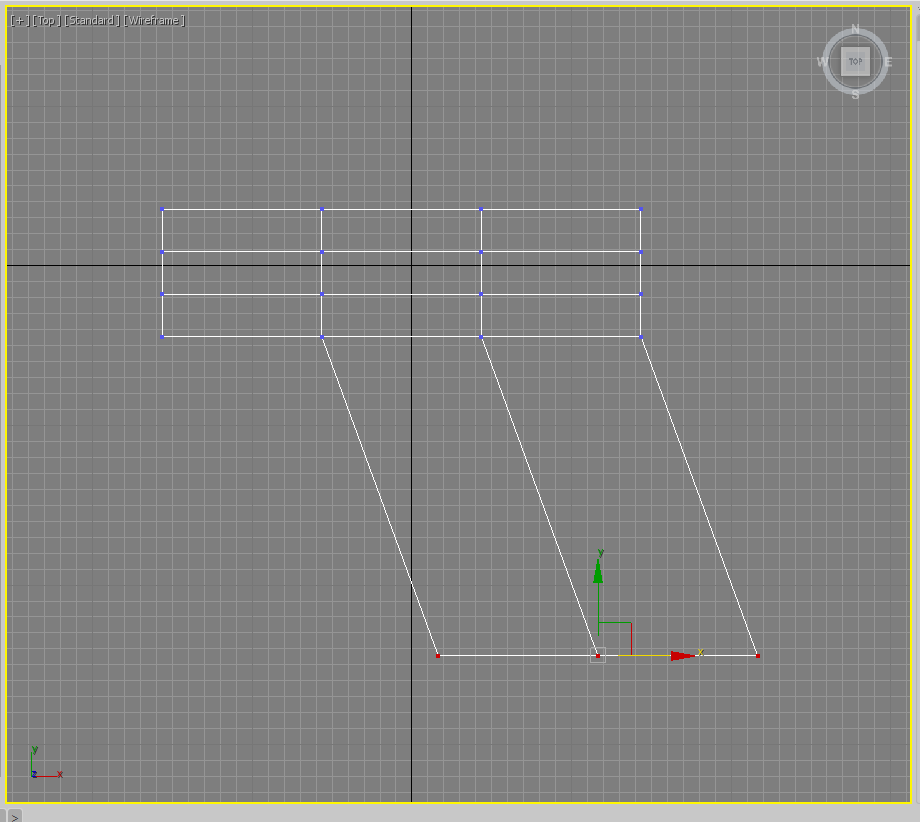 [+] [Top] [Standard] [Wireframe]
N
W TOP E
S
y
x
y
z x
>